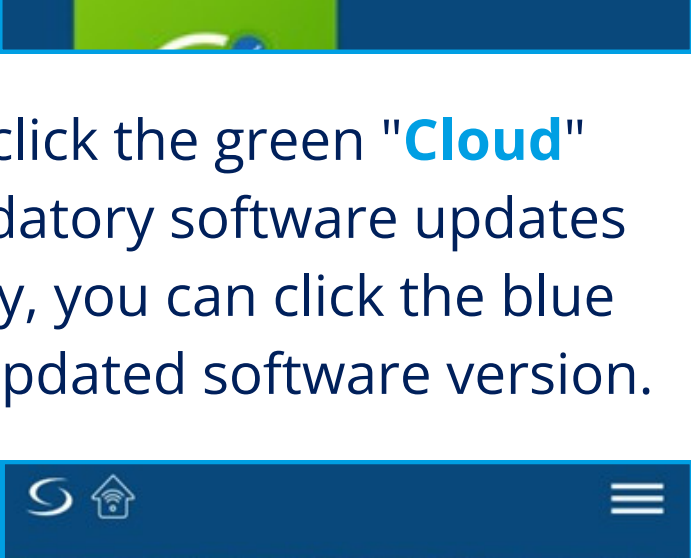 click the green "Cloud"
datory software updates
y, you can click the blue
pdated software version.